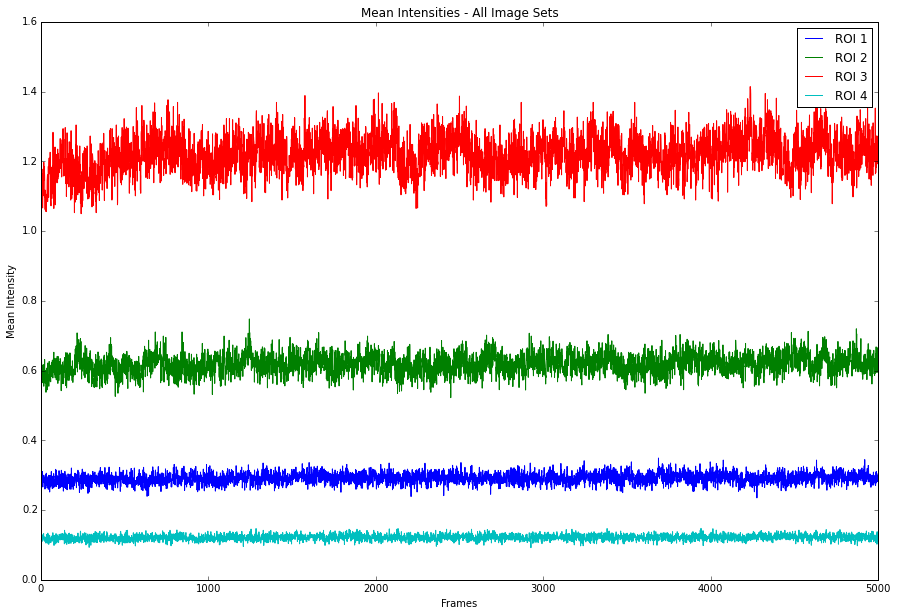 Mean Intensities - All Image Sets
1.6
1.4
1.2
1.0
0.8
0.6
0.4
0.2
0.0
Mean Intensity
ROI 1
ROI 2
ROI 3
ROI 4
0 1000 2000 3000 4000 5000
Frames